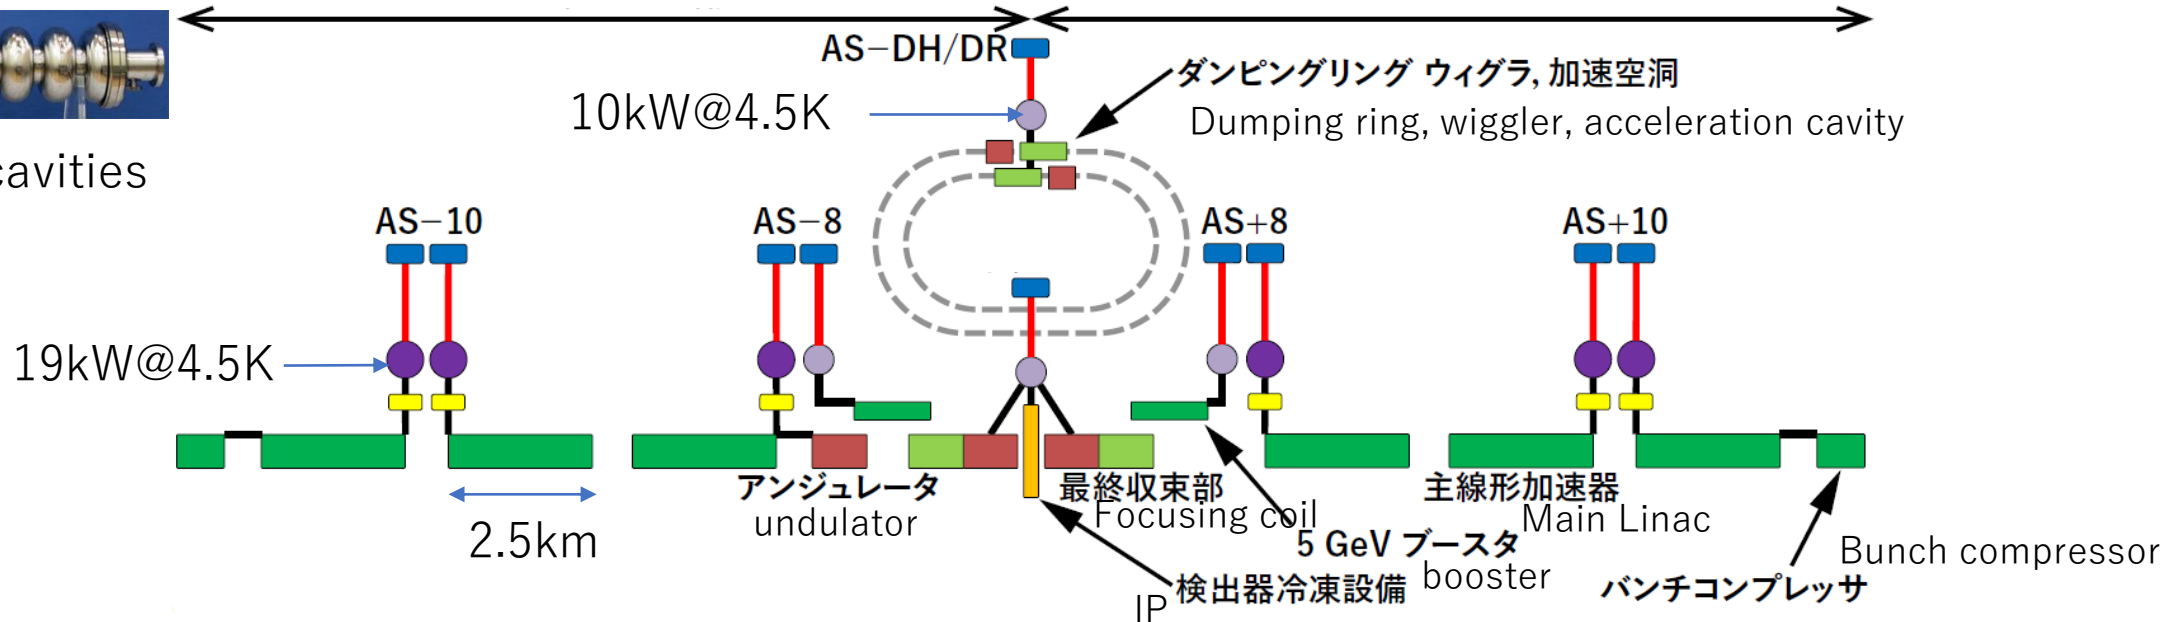 AS−DH/DR
ダンピングリング ウィグラ, 加速空洞
10kW@4.5K
Dumping ring, wiggler, acceleration cavity
cavities
AS−10
AS−8
AS+8
AS+10
19kW@4.5K
アンジュレータ
undulator
最終収束部
Focusing coil
主線形加速器
Main Linac
2.5km
5 GeV ブースタ
booster
Bunch compressor
バンチコンプレッサ
検出器冷凍設備
IP